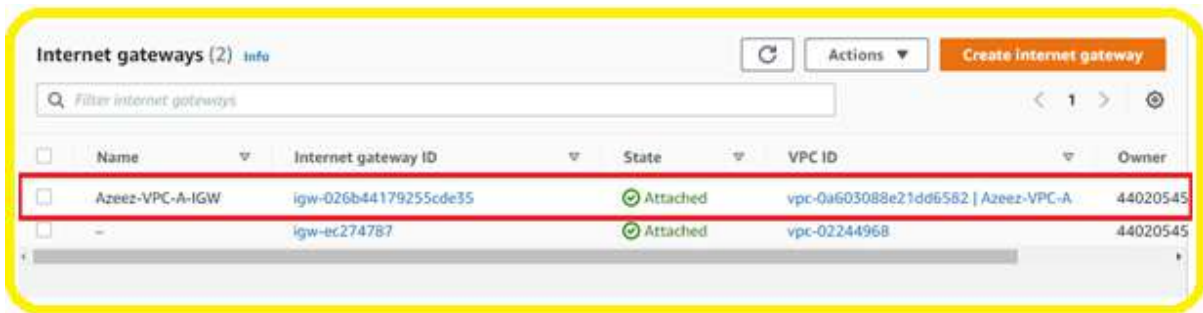 Internet gateways (2) Info
Actions
Create internet gateway
Filter internet gateways
1
Name Internet gateway ID State VPC ID Owner
Azeez-VPC-A-IGW igw-026b44179255cde35 Attached vpc-0a603088e21dd6582 | Azeez-VPC-A 44020545
– igw-ec274787 Attached vpc-02244968 44020545